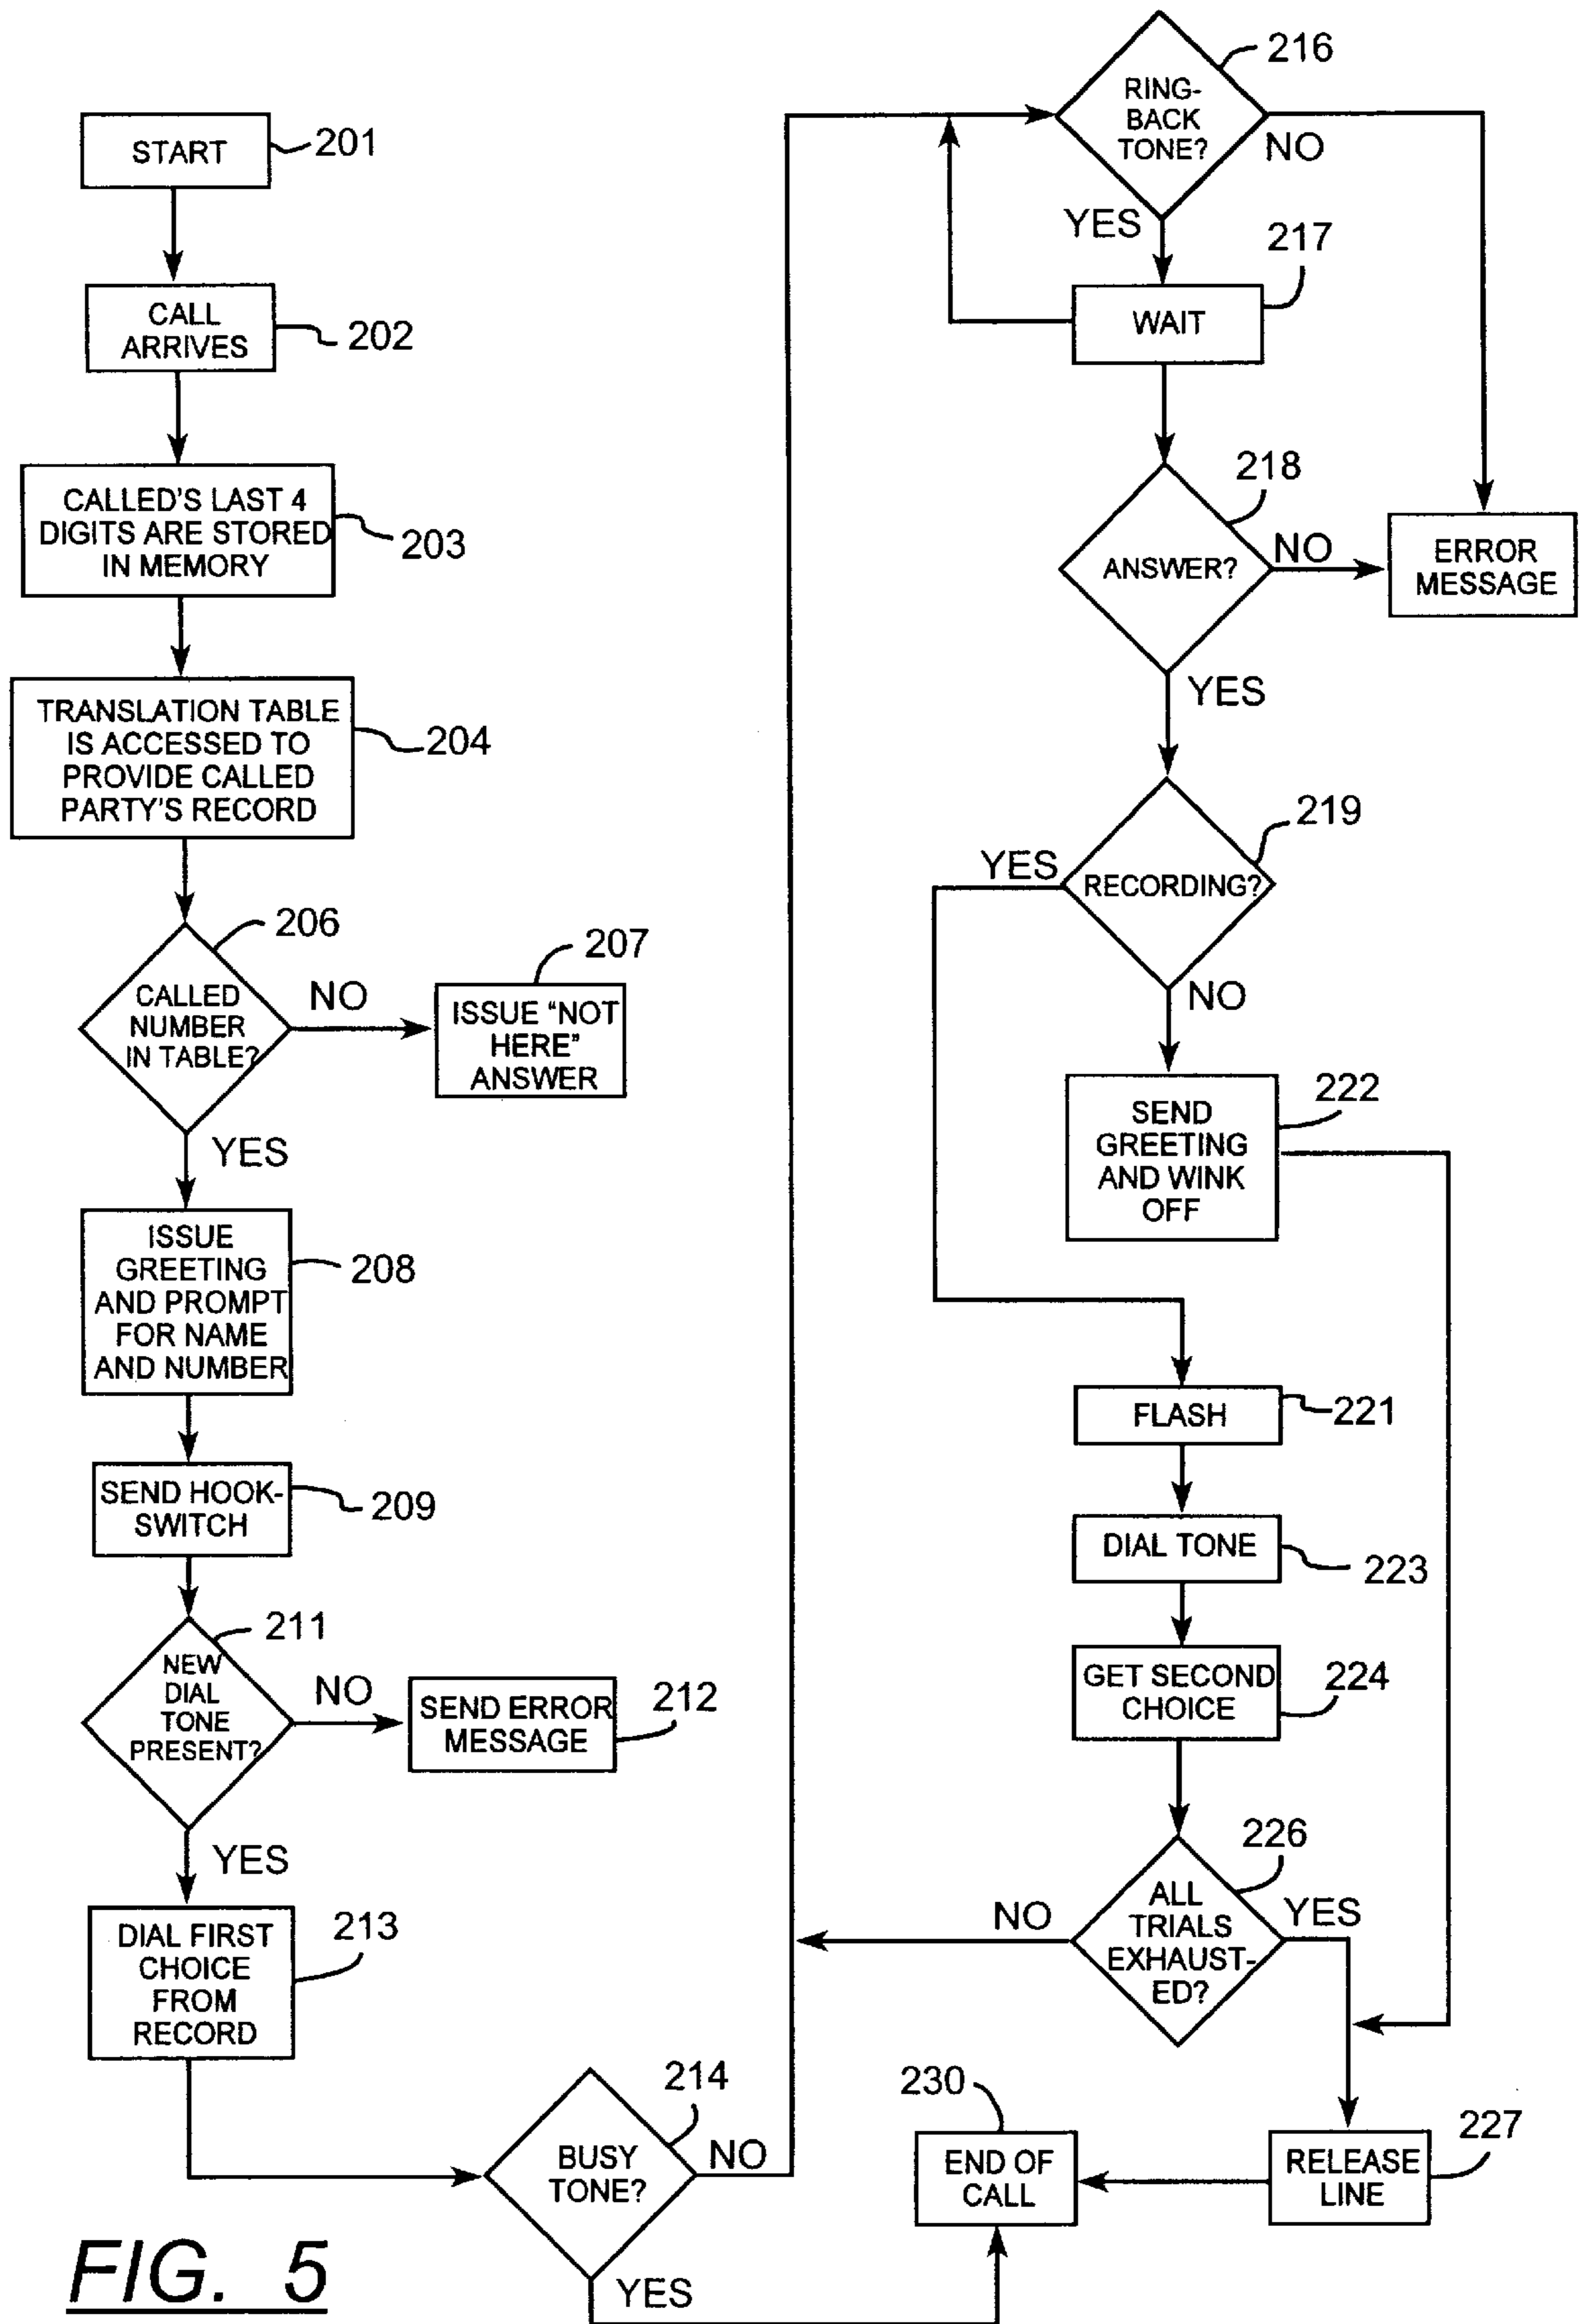 START
201
CALL
ARRIVES
202
CALLED'S LAST 4
DIGITS ARE STORED
IN MEMORY
203
TRANSLATION TABLE
IS ACCESSED TO
PROVIDE CALLED
PARTY'S RECORD
204
206
CALLED
NUMBER
IN TABLE?
NO
207
ISSUE “NOT
HERE”
ANSWER
YES
ISSUE
GREETING
AND PROMPT
FOR NAME
AND NUMBER
208
SEND HOOK-
SWITCH
209
211
NEW
DIAL
TONE
PRESENT?
NO
SEND ERROR
MESSAGE
212
YES
DIAL FIRST
CHOICE
FROM
RECORD
213
214
BUSY
TONE?
NO
YES
216
RING-
BACK
TONE?
NO
YES
217
WAIT
218
ANSWER?
NO
ERROR
MESSAGE
YES
219
YES
RECORDING?
NO
SEND
GREETING
AND WINK
OFF
222
FLASH
221
DIAL TONE
223
GET SECOND
CHOICE
224
226
ALL
TRIALS
EXHAUST-
ED?
NO
YES
230
END OF
CALL
RELEASE
LINE
227
FIG. 5